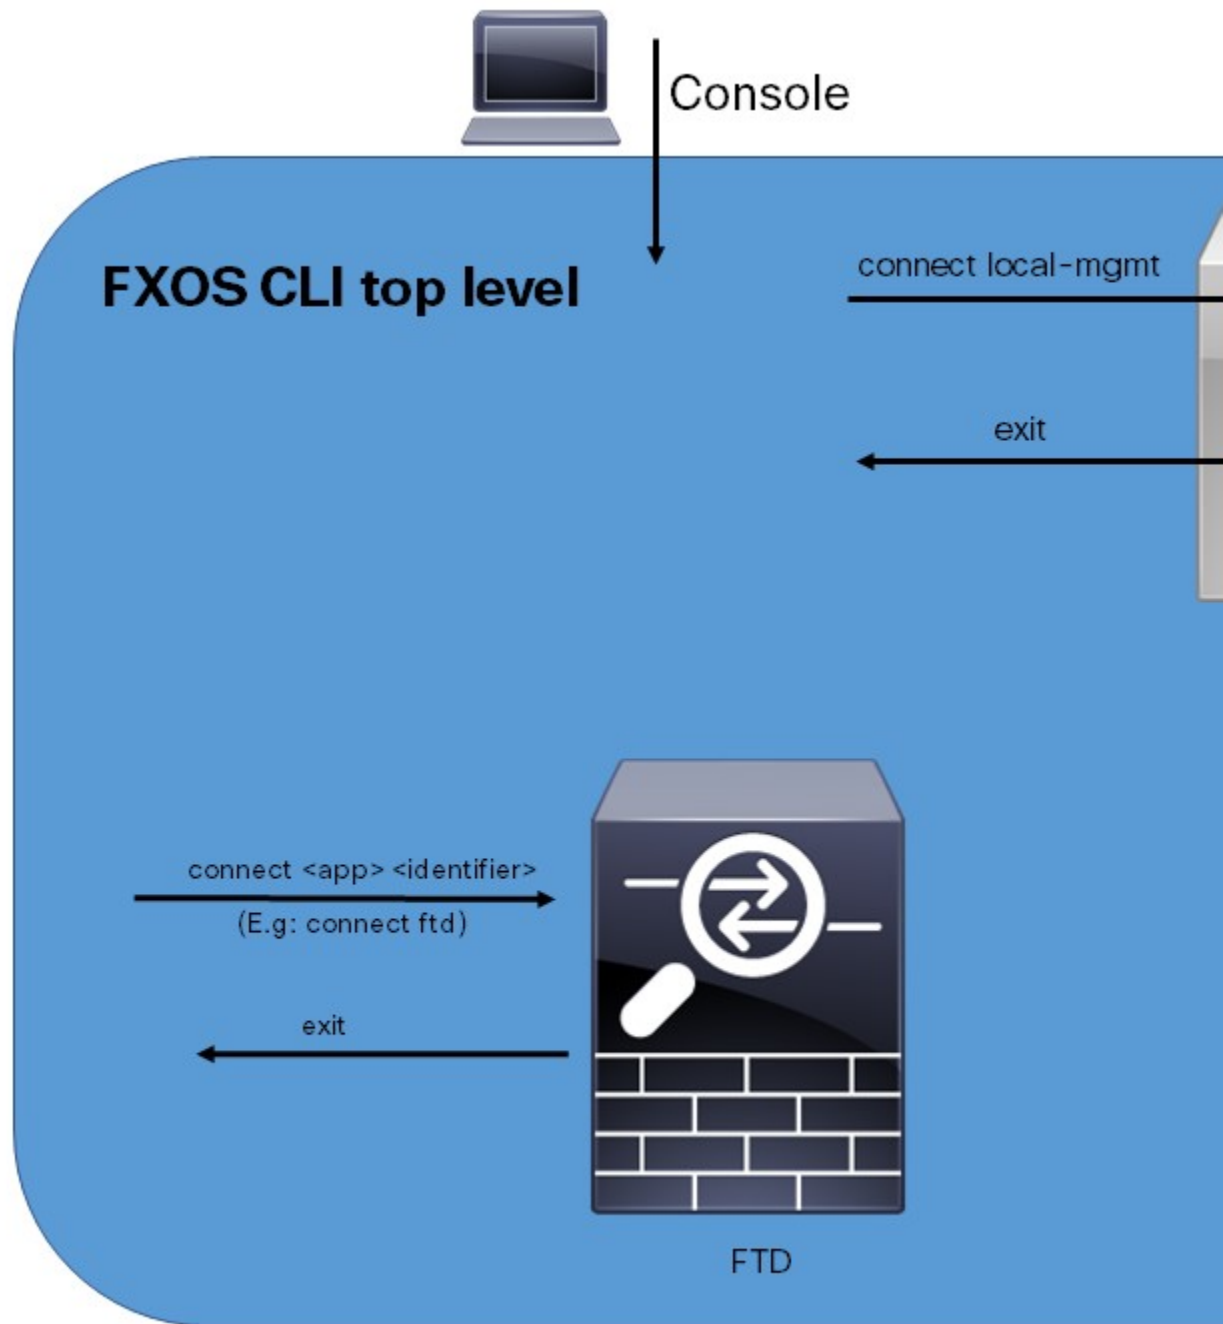 Console
FXOS CLI top level
connect local-mgmt
exit
connect <app> <identifier>
(E.g: connect ftd)
exit
FTD